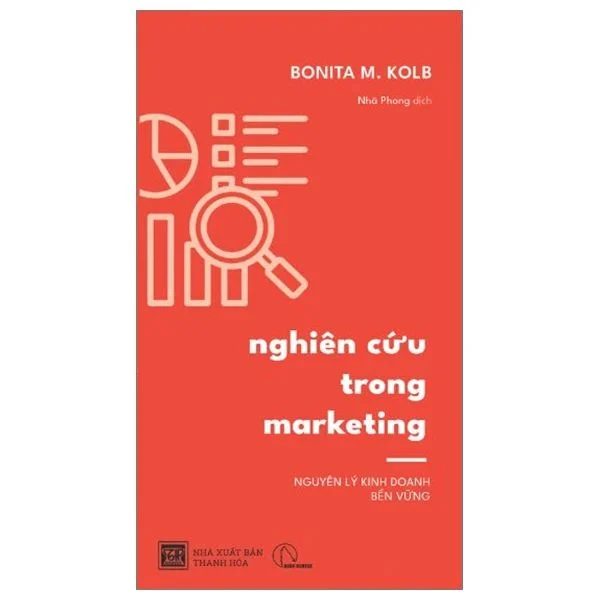 BONITA M. KOLB
Nhã Phong dịch
nghiên cứu
trong
marketing
NGUYÊN LÝ KINH DOANH
BỀN VỮNG
NHÀ XUẤT BẢN
THANH HÓA